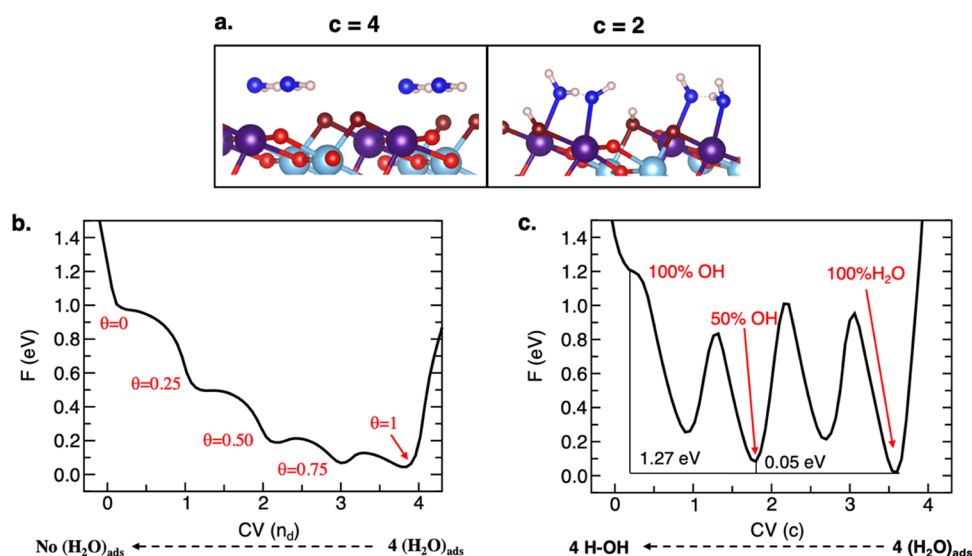 a.
c = 4
c = 2
b.
1.4
1.2
1.0
0.8
0.6
0.4
0.2
0.0
F (eV)
θ=0
θ=0.25
θ=0.50
θ=0.75
θ=1
0 1 2 3 4
CV (nd)
No (H₂O)ads
4 (H₂O)ads
c.
1.4
1.2
1.0
0.8
0.6
0.4
0.2
0.0
F (eV)
100% OH
50% OH
100%H₂O
1.27 eV
0.05 eV
0 1 2 3 4
CV (c)
4 H-OH
4 (H₂O)ads